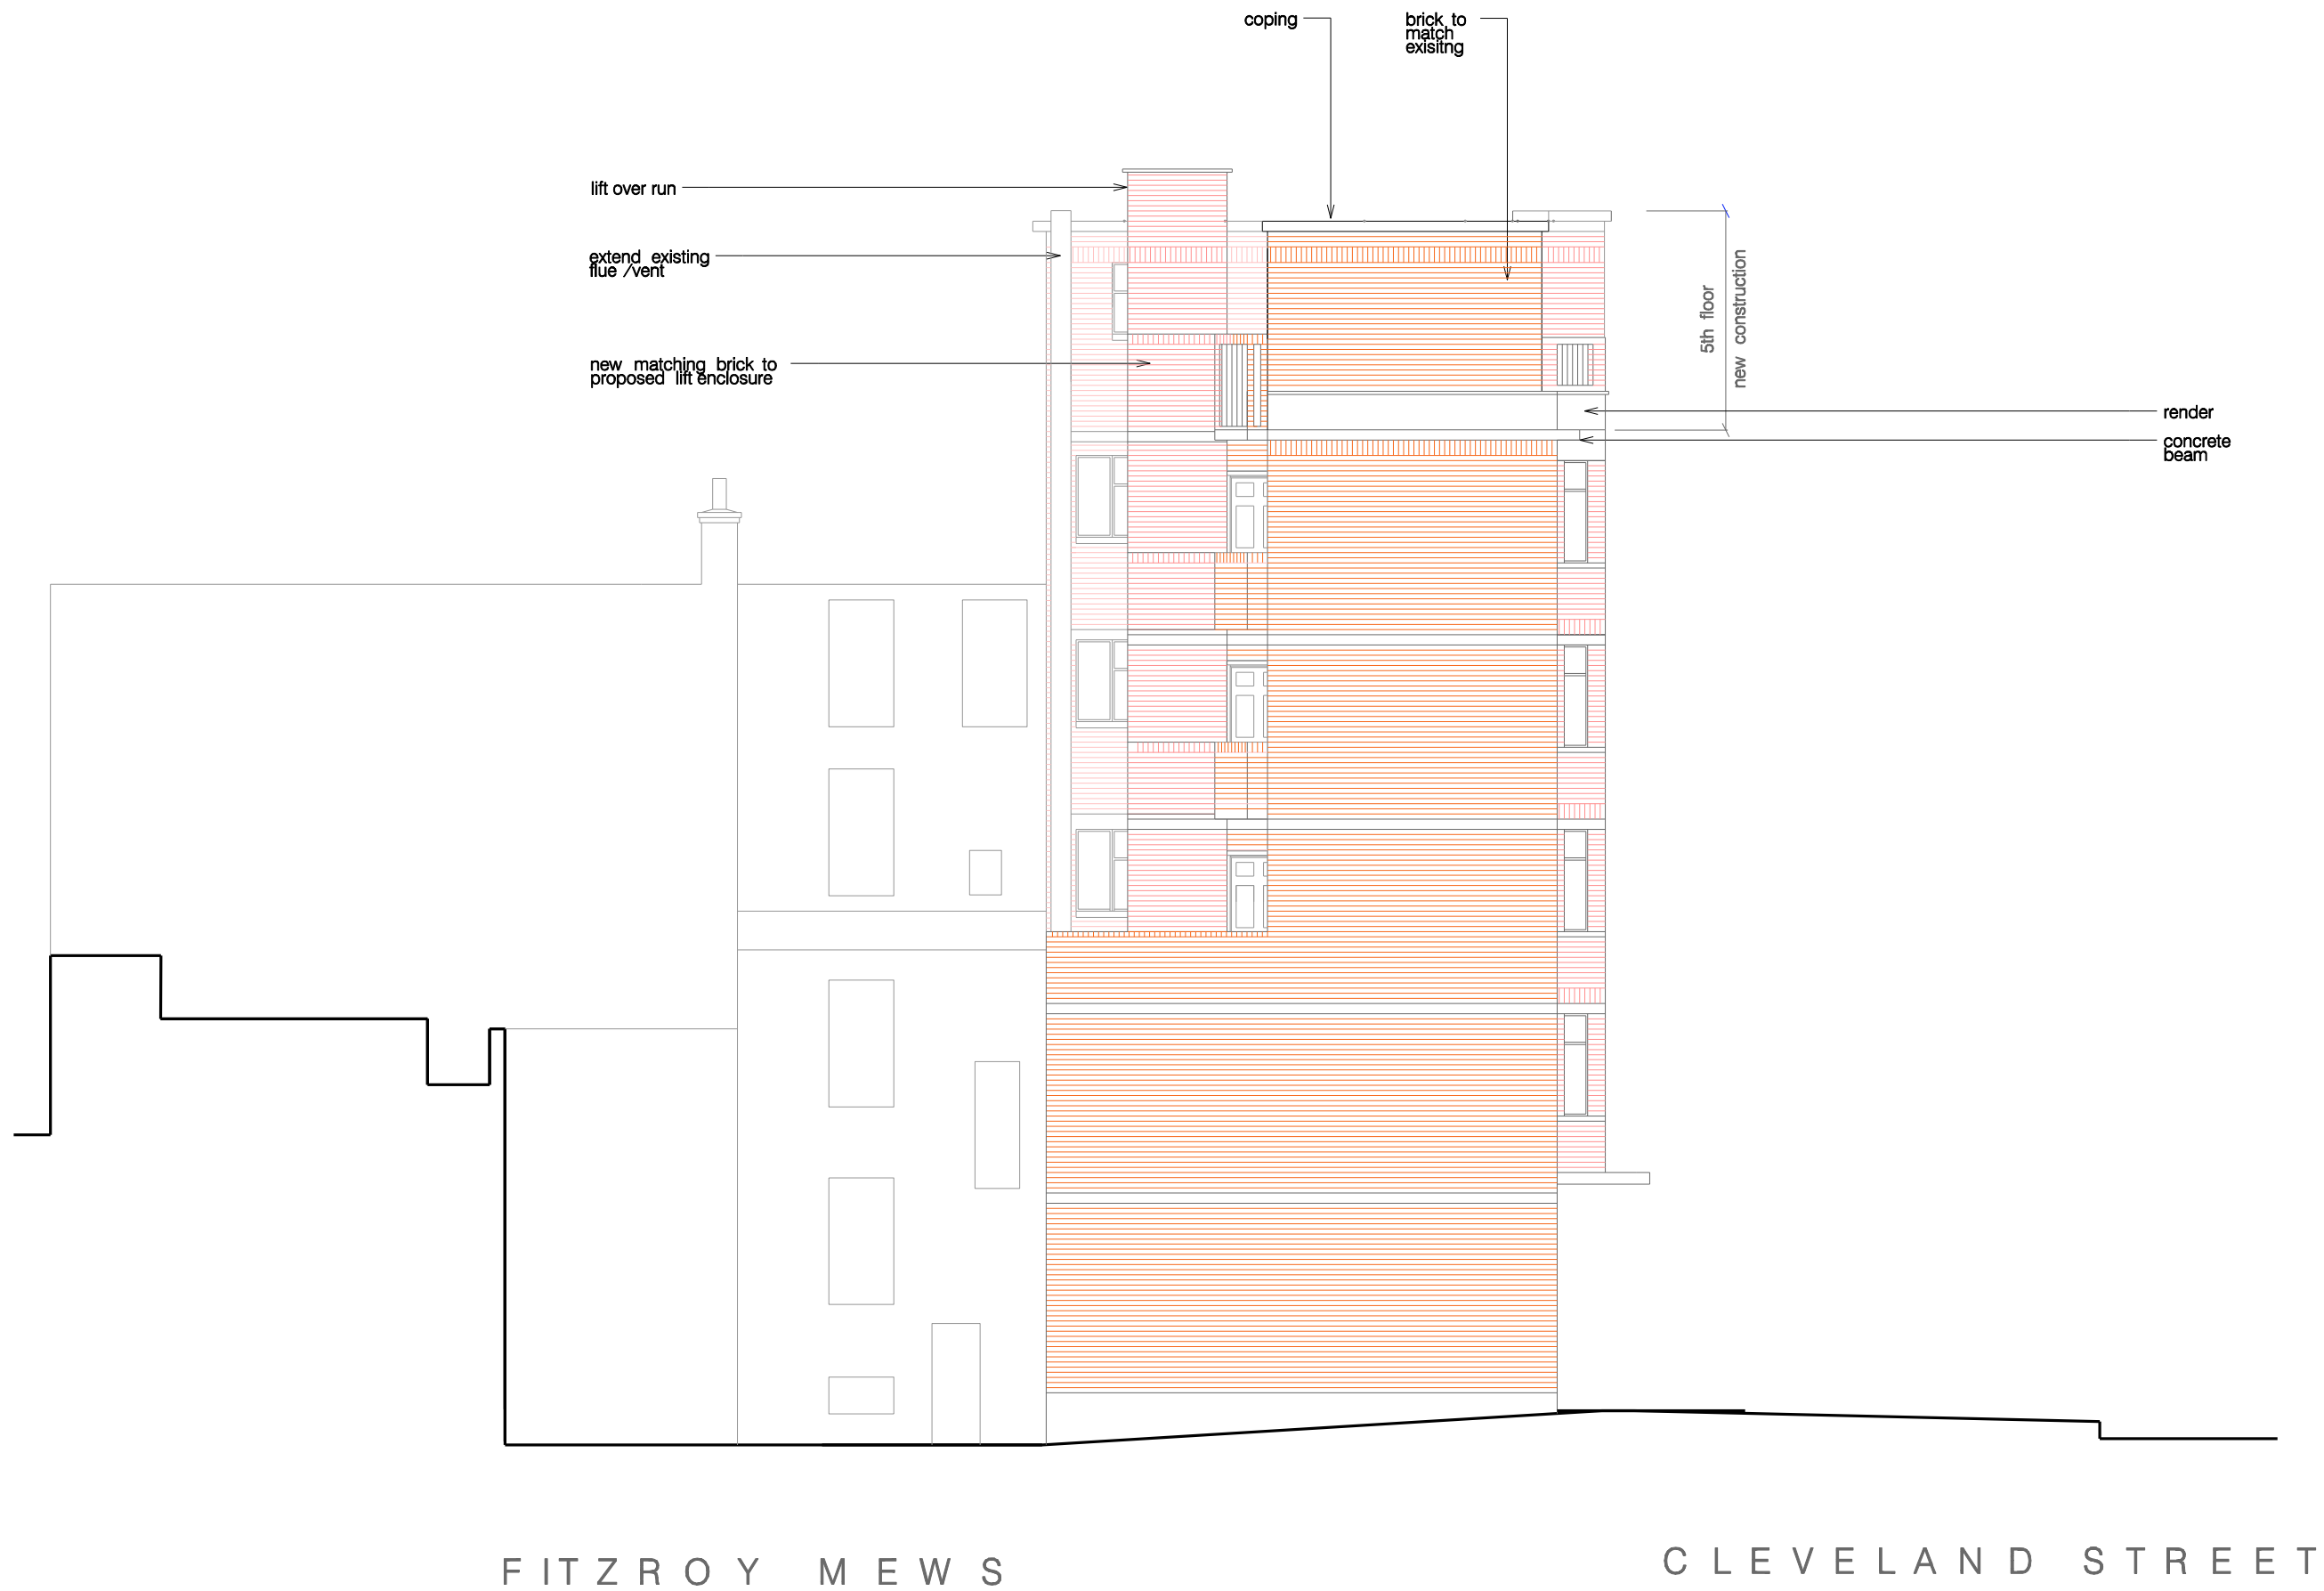 coping
brick to
match
exisitng
lift over run
extend existing
flue /vent
new matching brick to
proposed lift enclosure
5th floor
new construction
render
concrete
beam
FITZROY MEWS
CLEVELAND STREET